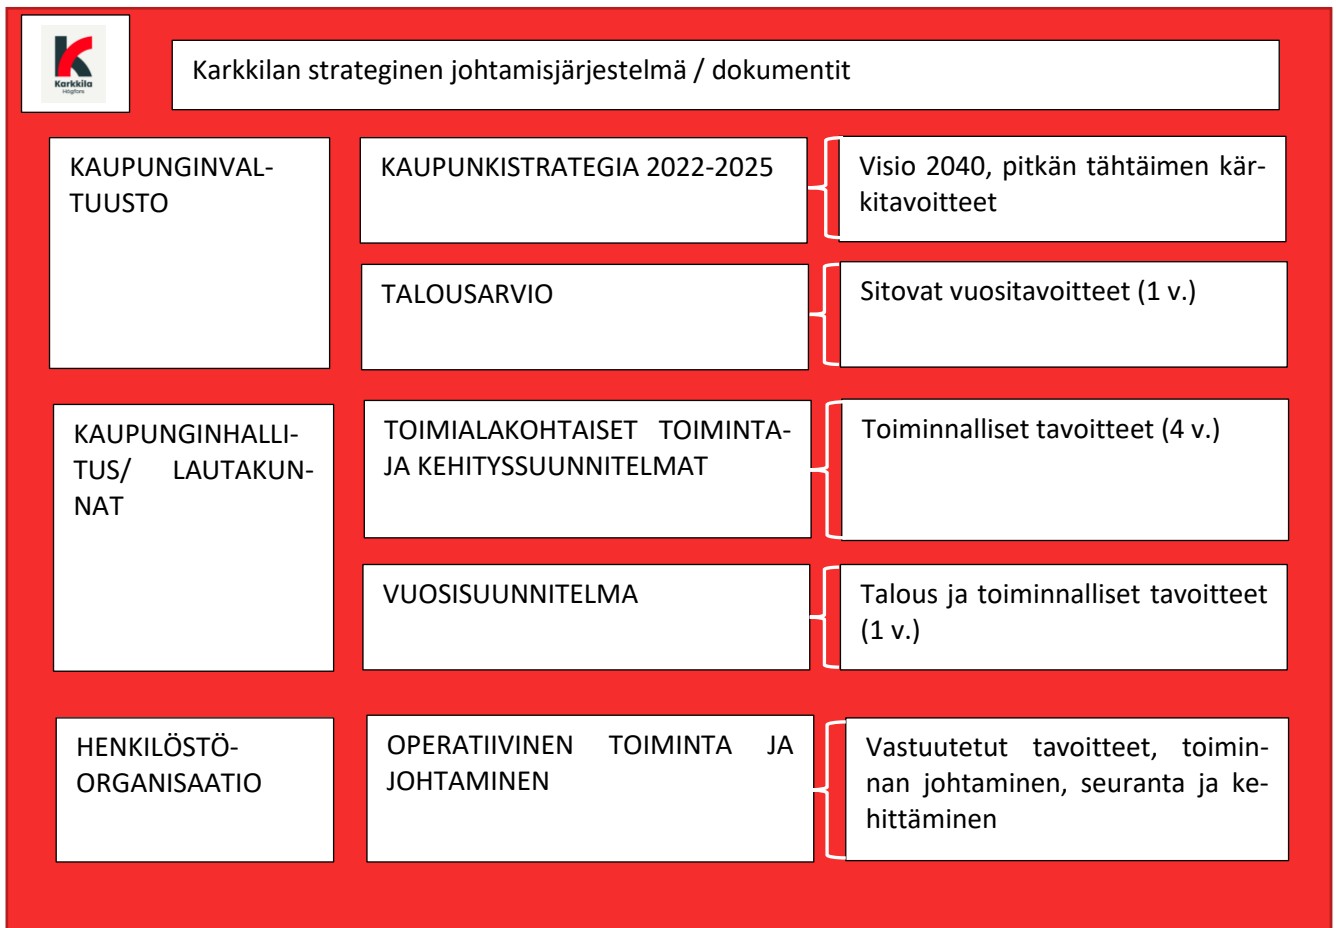 Karkkila
Högfors
Karkkilan strateginen johtamisjärjestelmä / dokumentit
KAUPUNGINVAL-
TUUSTO
KAUPUNKISTRATEGIA 2022-2025
Visio 2040, pitkän tähtäimen kär-
kitavoitteet
TALOUSARVIO
Sitovat vuositavoitteet (1 v.)
KAUPUNGINHALLI-
TUS/ LAUTAKUN-
NAT
TOIMIALAKOHTAISET TOIMINTA-
JA KEHITYSSUUNNITELMAT
Toiminnalliset tavoitteet (4 v.)
VUOSISUUNNITELMA
Talous ja toiminnalliset tavoitteet
(1 v.)
HENKILÖSTÖ-
ORGANISAATIO
OPERATIIVINEN TOIMINTA JA
JOHTAMINEN
Vastuutetut tavoitteet, toimin-
nan johtaminen, seuranta ja ke-
hittäminen